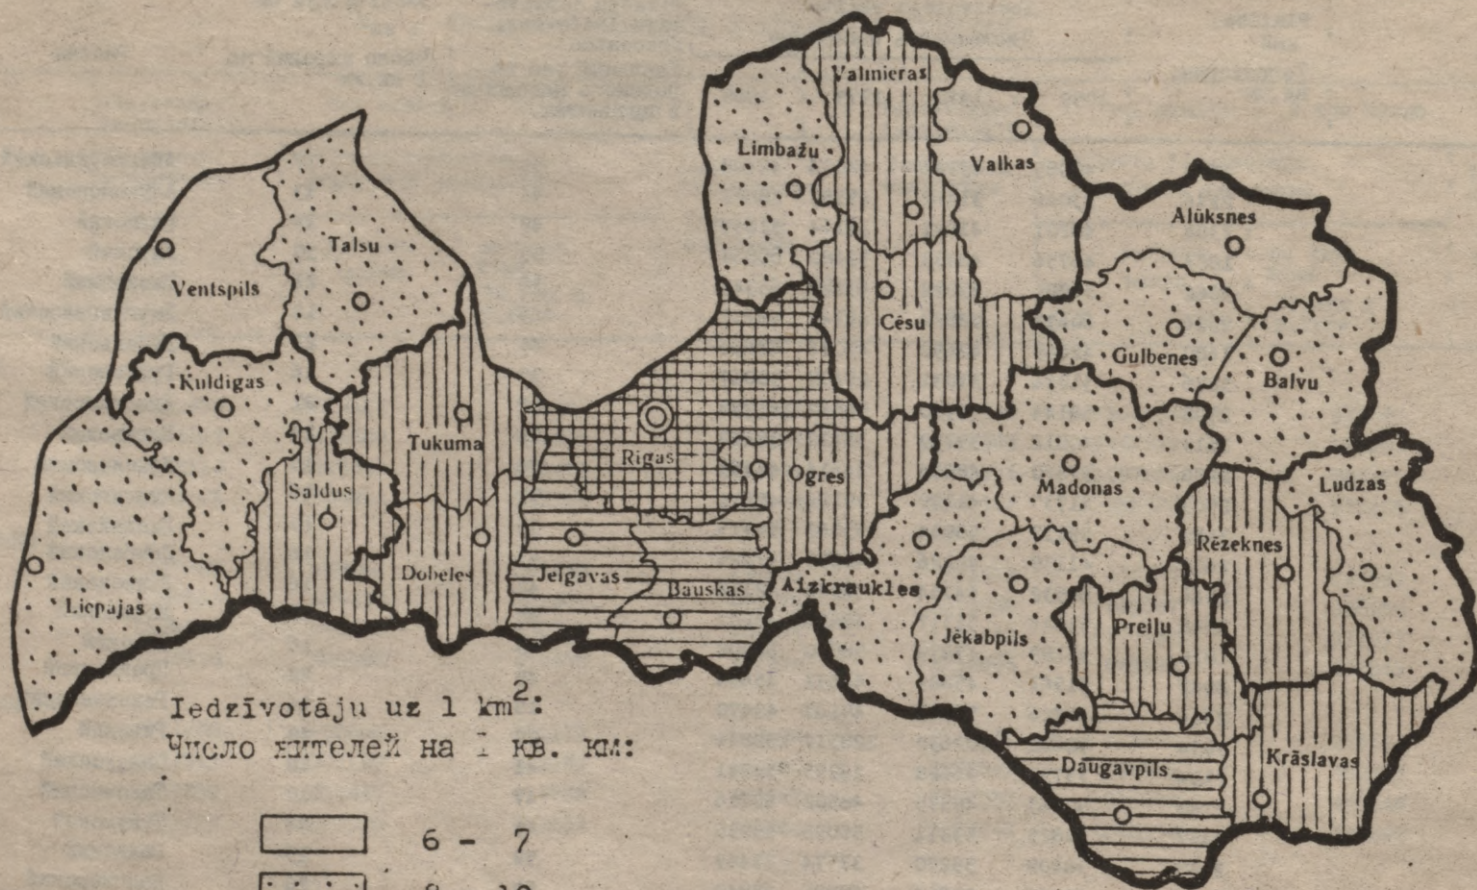 Valmieras
Limbažu
Valkas
Alūksnes
Talsu
Ventspils
Cēsu
Gulbenes
Balvu
Kuldīgas
Tukuma
Rīgas
Ogres
Madonas
Ludzas
Saldus
Rēzeknes
Dobeles
Jelgavas
Bauskas
Aizkraukles
Liepājas
Jēkabpils
Preiļu
Daugavpils
Krāslavas
Iedzīvotāju uz 1 km²:
Число жителей на 1 кв. км:
6 - 7